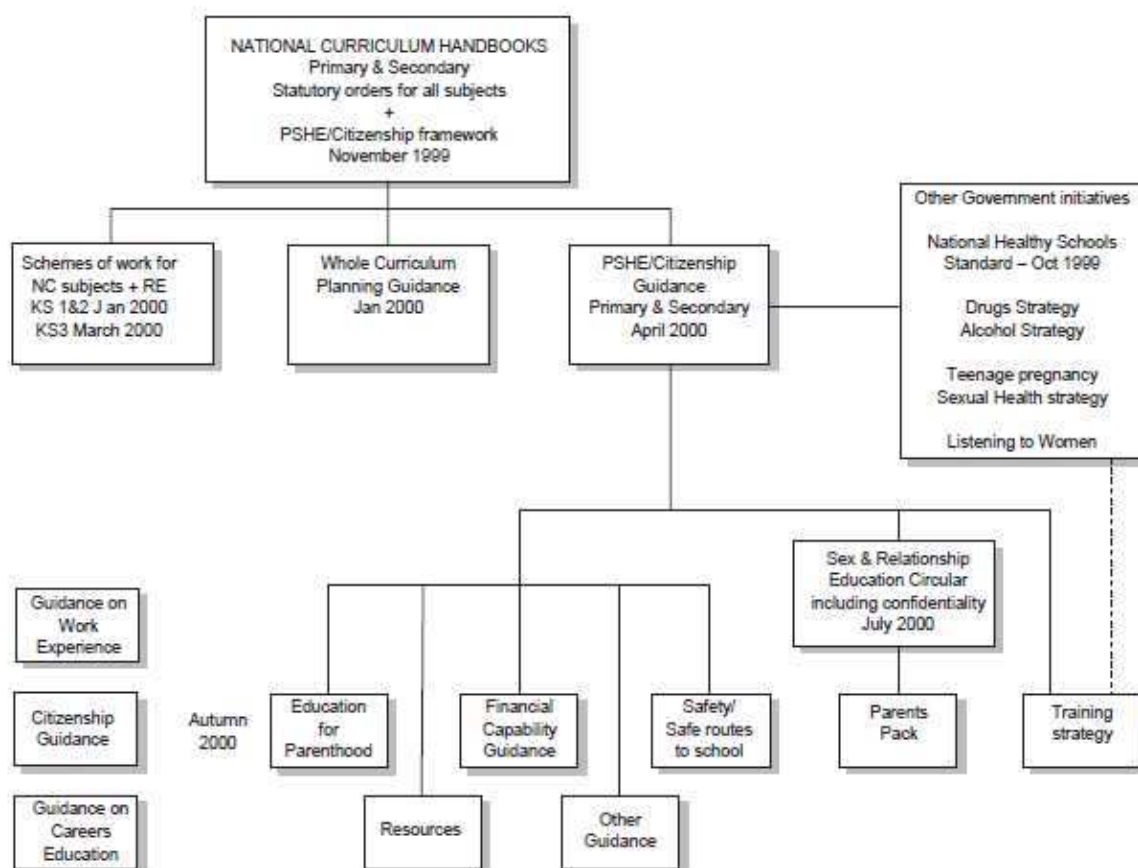 NATIONAL CURRICULUM HANDBOOKS
Primary & Secondary
Statutory orders for all subjects
+
PSHE/Citizenship framework
November 1999
Other Government initiatives
National Healthy Schools
Standard – Oct 1999
Drugs Strategy
Alcohol Strategy
Teenage pregnancy
Sexual Health strategy
Listening to Women
Schemes of work for
NC subjects + RE
KS 1&2 J an 2000
KS3 March 2000
Whole Curriculum
Planning Guidance
Jan 2000
PSHE/Citizenship
Guidance
Primary & Secondary
April 2000
Sex & Relationship
Education Circular
including confidentiality
July 2000
Guidance on
Work
Experience
Citizenship
Guidance
Autumn
2000
Education
for
Parenthood
Financial
Capability
Guidance
Safety/
Safe routes
to school
Parents
Pack
Training
strategy
Guidance on
Careers
Education
Resources
Other
Guidance